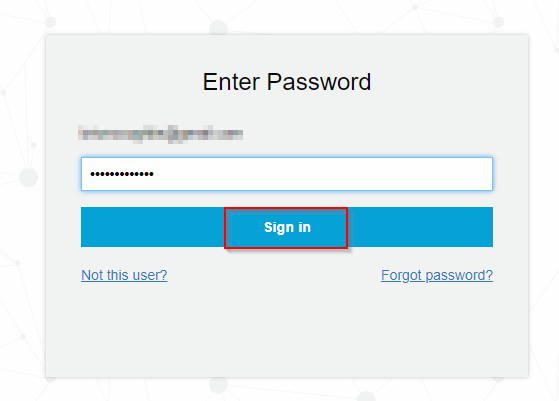 Enter Password
•••••••••••••
Sign in
Not this user? Forgot password?